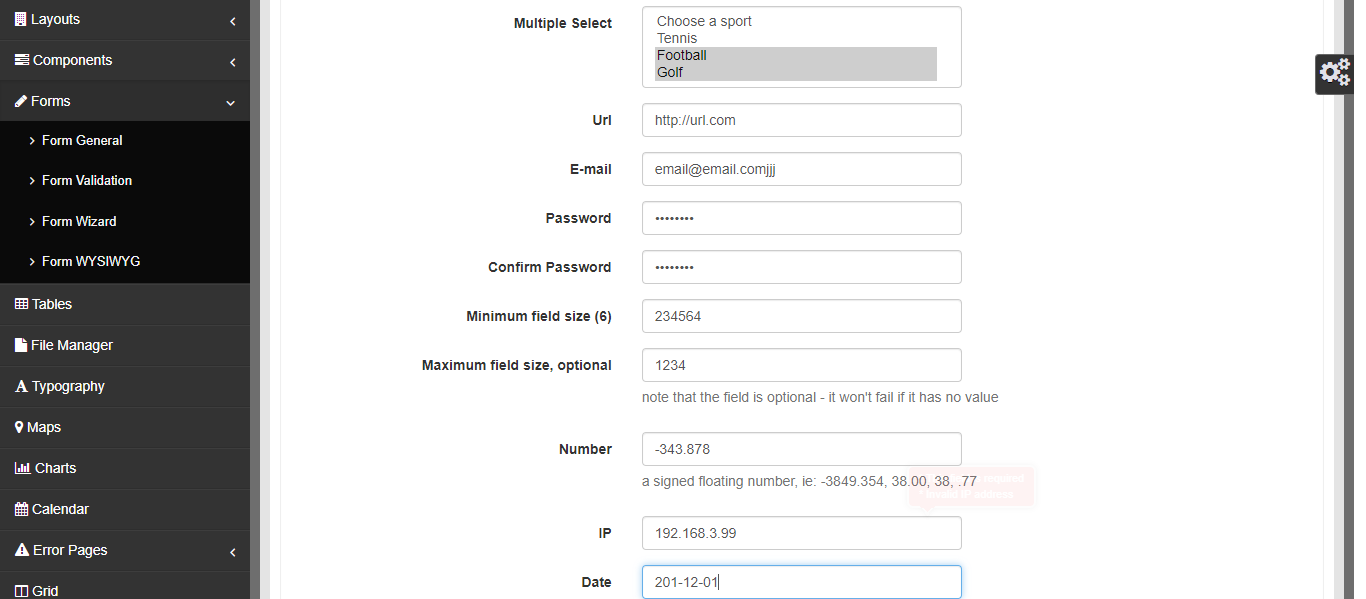 Layouts
Components
Forms
Form General
Form Validation
Form Wizard
Form WYSIWYG
Tables
File Manager
Typography
Maps
Charts
Calendar
Error Pages
Grid
Multiple Select
Choose a sport
Tennis
Football
Golf
Url
http://url.com
E-mail
email@email.comjjj
Password
••••••••
Confirm Password
••••••••
Minimum field size (6)
234564
Maximum field size, optional
1234
note that the field is optional - it won't fail if it has no value
Number
-343.878
a signed floating number, ie: -3849.354, 38.00, 38, .77
required
* Invalid IP address
IP
192.168.3.99
Date
201-12-01